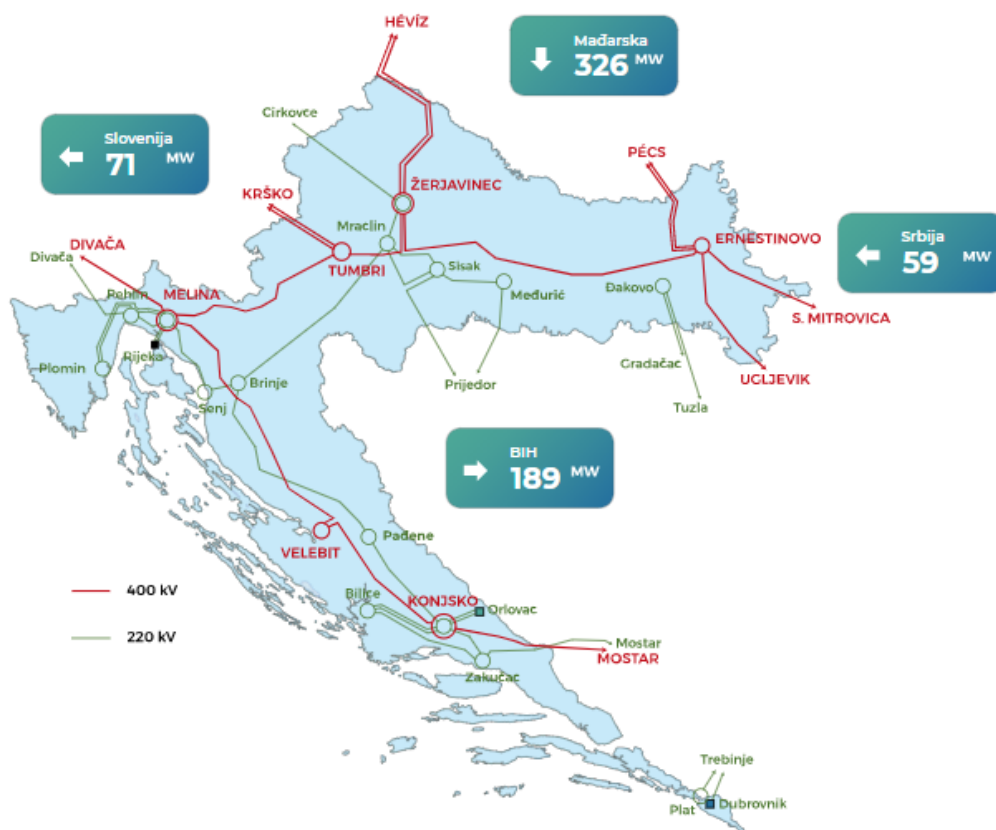 HÉVÍZ
Mađarska
326 MW
Cirkovce
Slovenija
71 MW
PÉCS
ŽERJAVINEC
KRŠKO
Mraclin
ERNESTINOVO
Srbija
59 MW
DIVAČA
Divača
TUMBRI
Sisak
Međurić
Đakovo
Pehlin
MELINA
S. MITROVICA
Rijeka
Plomin
Brinje
Prijedor
Gradačac
UGLJEVIK
Senj
Tuzla
BIH
189 MW
Pađene
VELEBIT
400 kV
Bilice
KONJSKO
Orlovac
220 kV
Mostar
MOSTAR
Zakučac
Trebinje
Plat
Dubrovnik